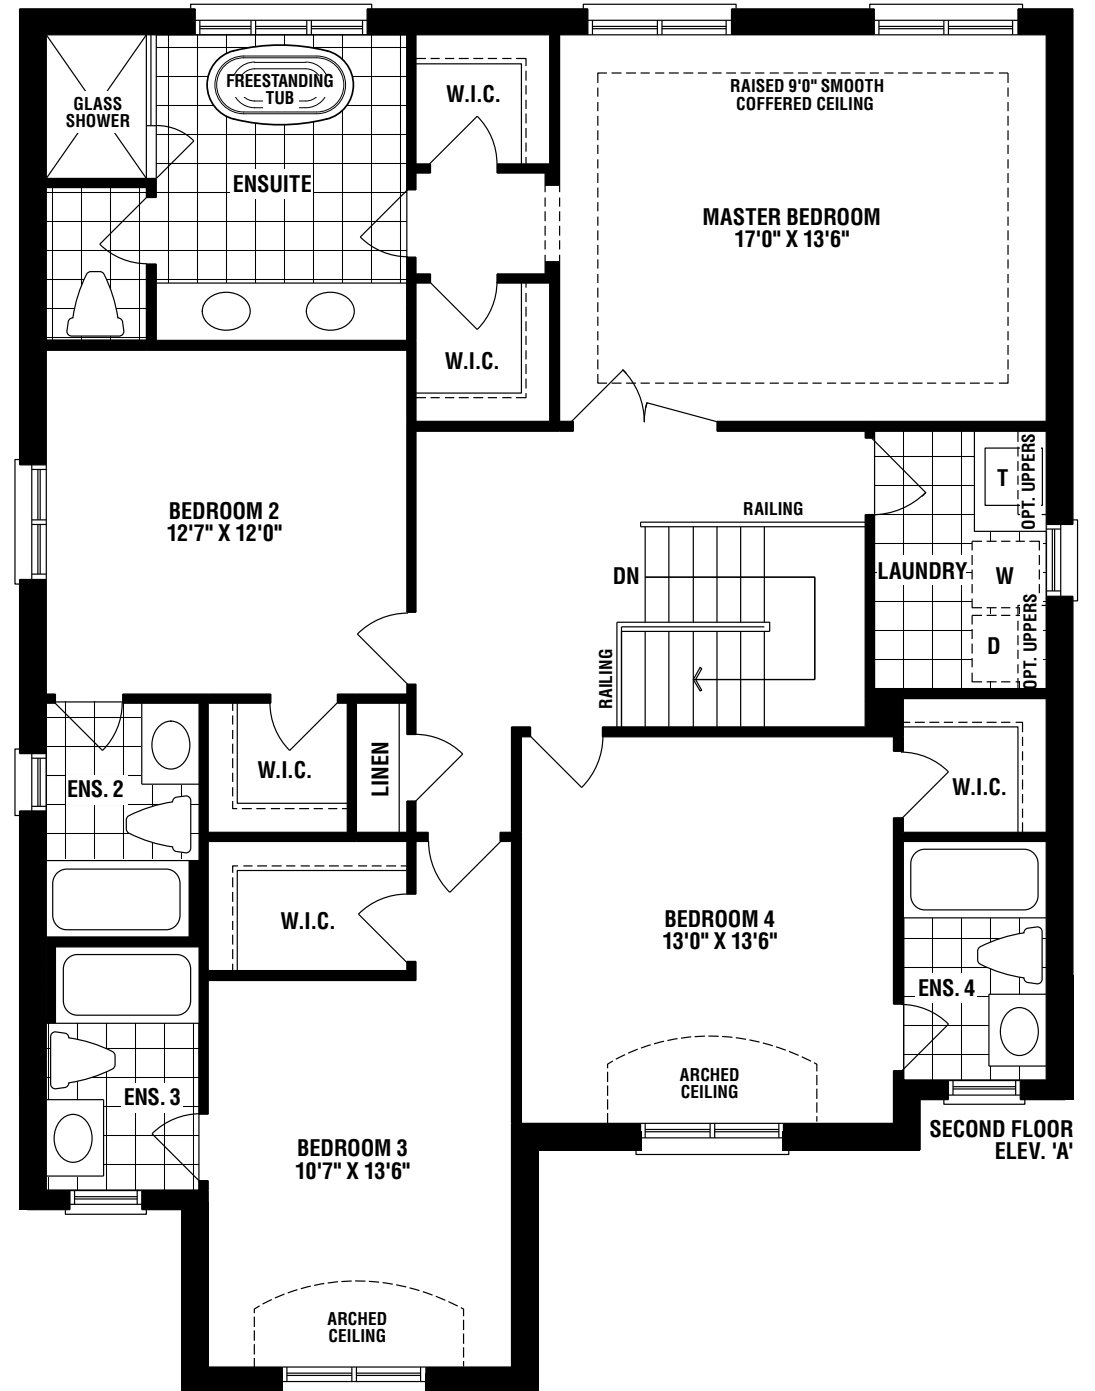 GLASS
SHOWER
FREESTANDING
TUB
W.I.C.
RAISED 9'0" SMOOTH
COFFERED CEILING
ENSUITE
MASTER BEDROOM
17'0" X 13'6"
W.I.C.
BEDROOM 2
12'7" X 12'0"
RAILING
T
OPT. UPPERS
DN
LAUNDRY
W
D
OPT. UPPERS
RAILING
ENS. 2
W.I.C.
LINEN
W.I.C.
W.I.C.
BEDROOM 4
13'0" X 13'6"
ENS. 4
ARCHED
CEILING
ENS. 3
BEDROOM 3
10'7" X 13'6"
SECOND FLOOR
ELEV. 'A'
ARCHED
CEILING